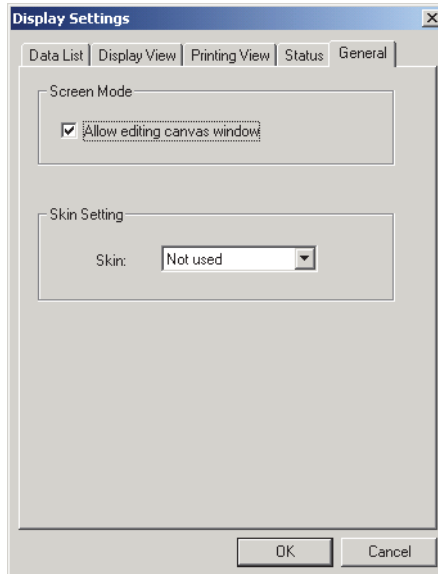 Display Settings
Data List Display View Printing View Status General
Screen Mode
Allow editing canvas window
Skin Setting
Skin: Not used
OK Cancel